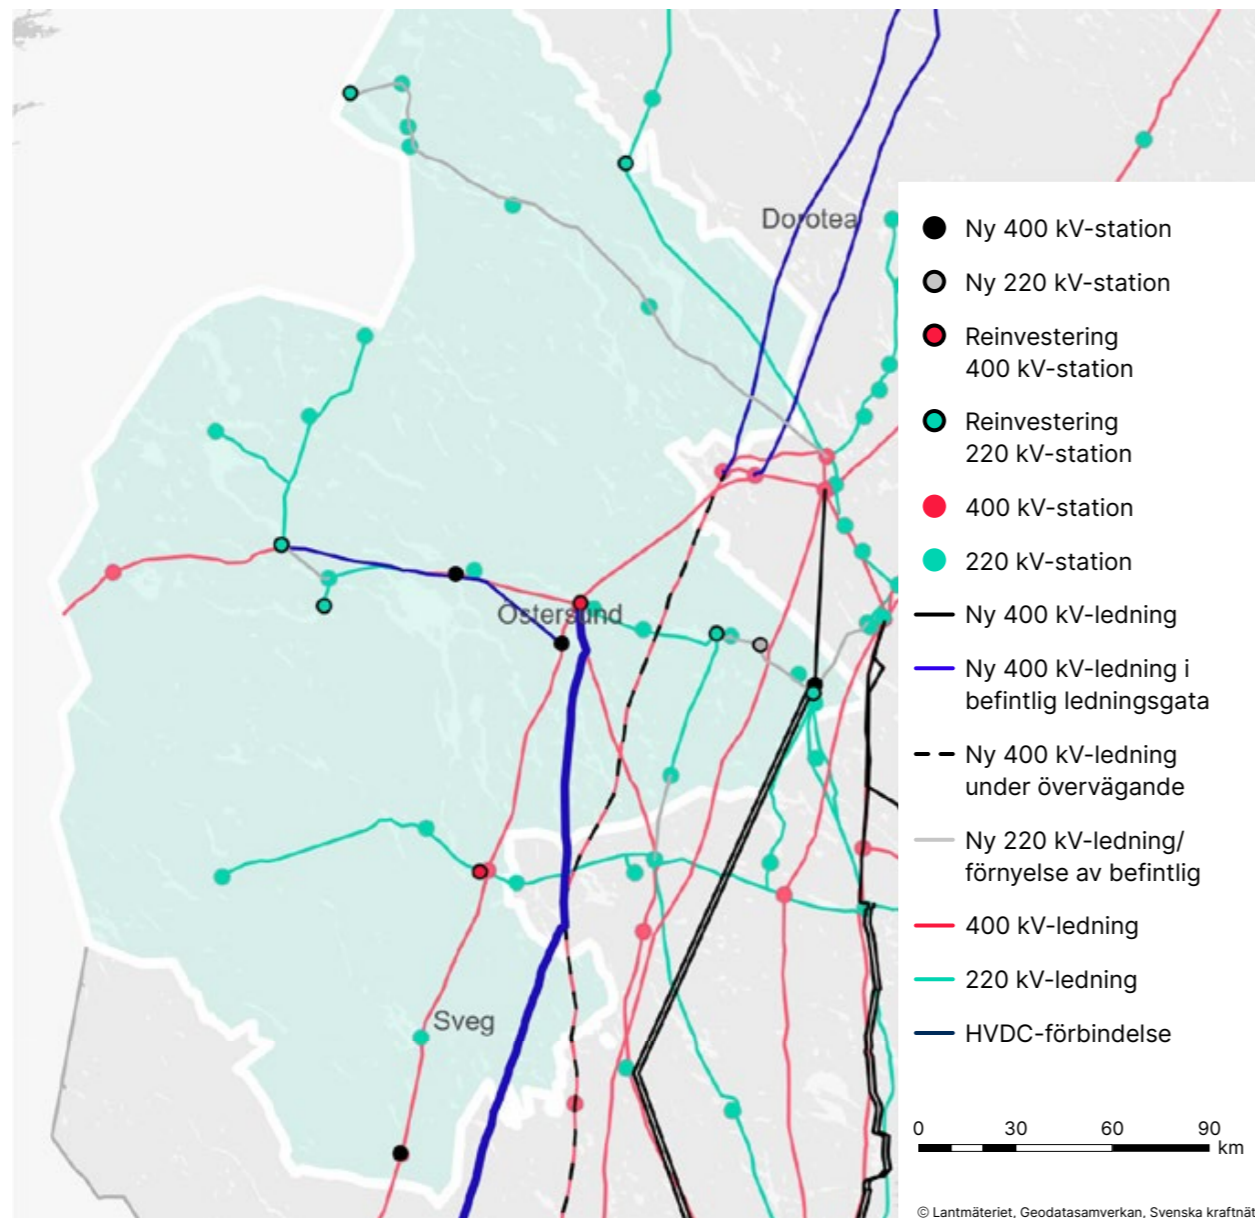 Dorotea
Östersund
Sveg
Ny 400 kV-station
Ny 220 kV-station
Reinvestering
400 kV-station
Reinvestering
220 kV-station
400 kV-station
220 kV-station
Ny 400 kV-ledning
Ny 400 kV-ledning i
befintlig ledningsgata
Ny 400 kV-ledning
under övervägande
Ny 220 kV-ledning/
förnyelse av befintlig
400 kV-ledning
220 kV-ledning
HVDC-förbindelse
0 30 60 90
km
© Lantmäteriet, Geodatasamverkan, Svenska kraftnät